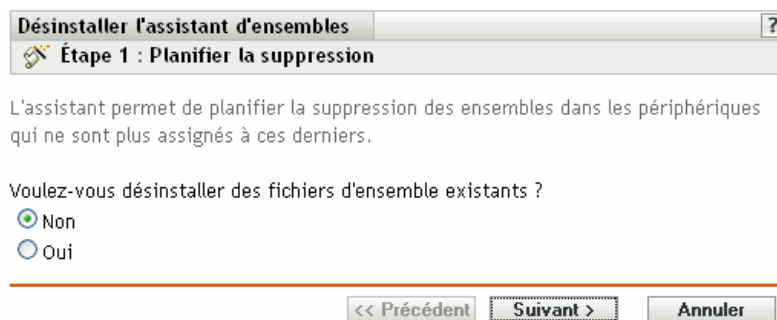 Désinstaller l'assistant d'ensembles
?
Étape 1 : Planifier la suppression
L'assistant permet de planifier la suppression des ensembles dans les périphériques
qui ne sont plus assignés à ces derniers.
Voulez-vous désinstaller des fichiers d'ensemble existants ?
Non
Oui
<< Précédent Suivant > Annuler